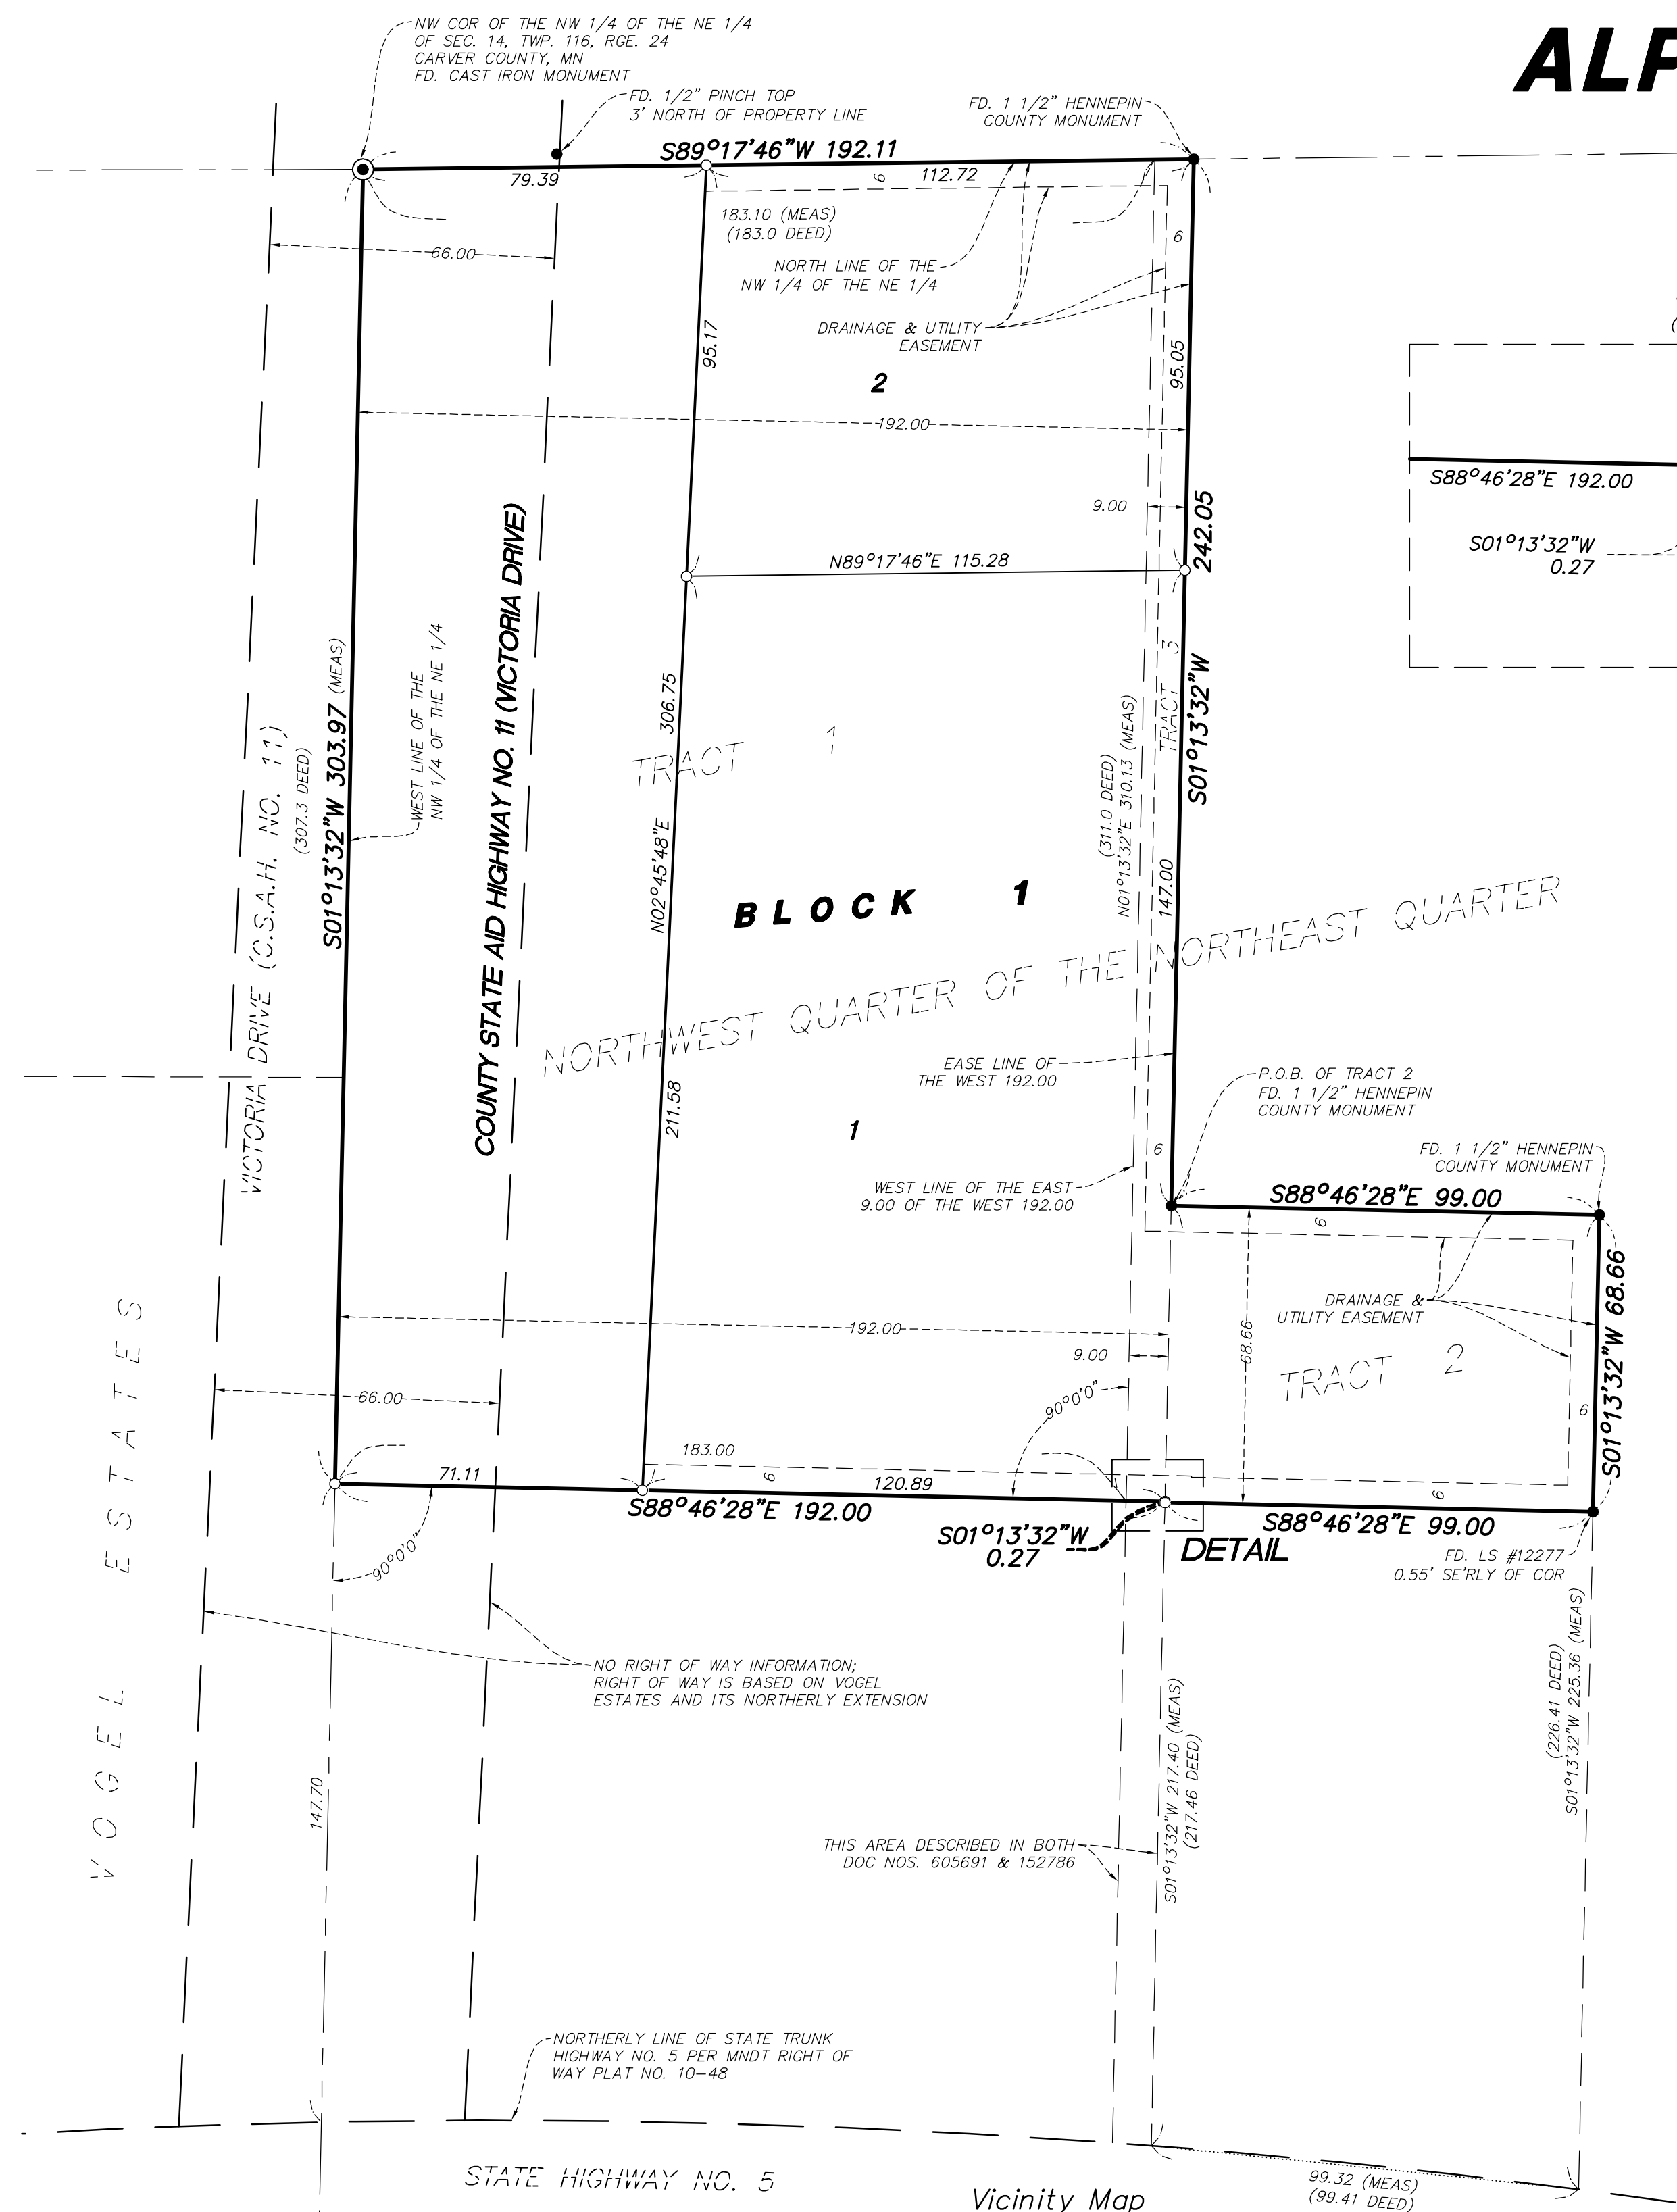 ALP
NW COR OF THE NW 1/4 OF THE NE 1/4
OF SEC. 14, TWP. 116, RGE. 24
CARVER COUNTY, MN
FD. CAST IRON MONUMENT
FD. 1/2" PINCH TOP
3' NORTH OF PROPERTY LINE
FD. 1 1/2" HENNEPIN
COUNTY MONUMENT
S89°17'46"W 192.11
79.39
6
112.72
183.10 (MEAS)
(183.0 DEED)
66.00
6
NORTH LINE OF THE
NW 1/4 OF THE NE 1/4
DRAINAGE & UTILITY
EASEMENT
95.17
95.05
2
192.00
S88°46'28"E 192.00
S01°13'32"W
0.27
9.00
242.05
N89°17'46"E 115.28
COUNTY STATE AID HIGHWAY NO. 11 (VICTORIA DRIVE)
VICTORIA DRIVE (C.S.A.H. NO. 11)
(307.3 DEED)
S01°13'32"W 303.97 (MEAS)
WEST LINE OF THE
NW 1/4 OF THE NE 1/4
306.75
N02°45'48"E
TRACT 1
TRACT 3
S01°13'32"W
(311.0 DEED)
N01°13'32"E 310.13 (MEAS)
147.00
BLOCK 1
NORTHWEST QUARTER OF THE NORTHEAST QUARTER
EASE LINE OF
THE WEST 192.00
P.O.B. OF TRACT 2
FD. 1 1/2" HENNEPIN
COUNTY MONUMENT
211.58
1
6
FD. 1 1/2" HENNEPIN
COUNTY MONUMENT
WEST LINE OF THE EAST
9.00 OF THE WEST 192.00
S88°46'28"E 99.00
6
S01°13'32"W 68.66
DRAINAGE &
UTILITY EASEMENT
192.00
68.66
9.00
TRACT 2
66.00
90°0'0"
6
183.00
71.11
6
120.89
6
S88°46'28"E 192.00
S01°13'32"W
0.27
DETAIL
S88°46'28"E 99.00
FD. LS #12277
0.55' SE'RLY OF COR
90°0'0"
VOGEL ESTATES
NO RIGHT OF WAY INFORMATION;
RIGHT OF WAY IS BASED ON VOGEL
ESTATES AND ITS NORTHERLY EXTENSION
147.70
S01°13'32"W 217.40 (MEAS)
(217.46 DEED)
(226.41 DEED)
S01°13'32"W 225.36 (MEAS)
THIS AREA DESCRIBED IN BOTH
DOC NOS. 605691 & 152786
NORTHERLY LINE OF STATE TRUNK
HIGHWAY NO. 5 PER MNDT RIGHT OF
WAY PLAT NO. 10-48
STATE HIGHWAY NO. 5
Vicinity Map
99.32 (MEAS)
(99.41 DEED)